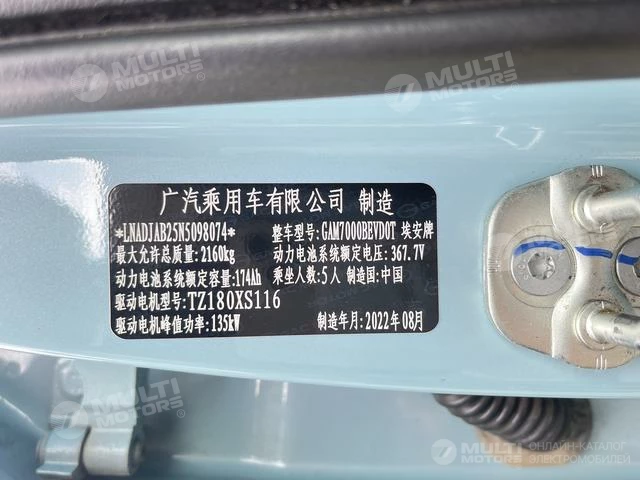 MULTI
MOTORS
MULTI
MOTORS
广汽乘用车有限公司 制造
*LNADJAB25N5098074* 整车型号: GAM7000BEVD0T 埃安牌
最大允许总质量: 2160kg 动力电池系统额定电压: 367.7V
动力电池系统额定容量: 174Ah 乘坐人数: 5人 制造国: 中国
驱动电机型号: TZ180XS116
驱动电机峰值功率: 135kW 制造年月: 2022年08月
MULTI
MOTORS
MULTI
MOTORS
ОНЛАЙН-КАТАЛОГ
ЭЛЕКТРОМОБИЛЕЙ